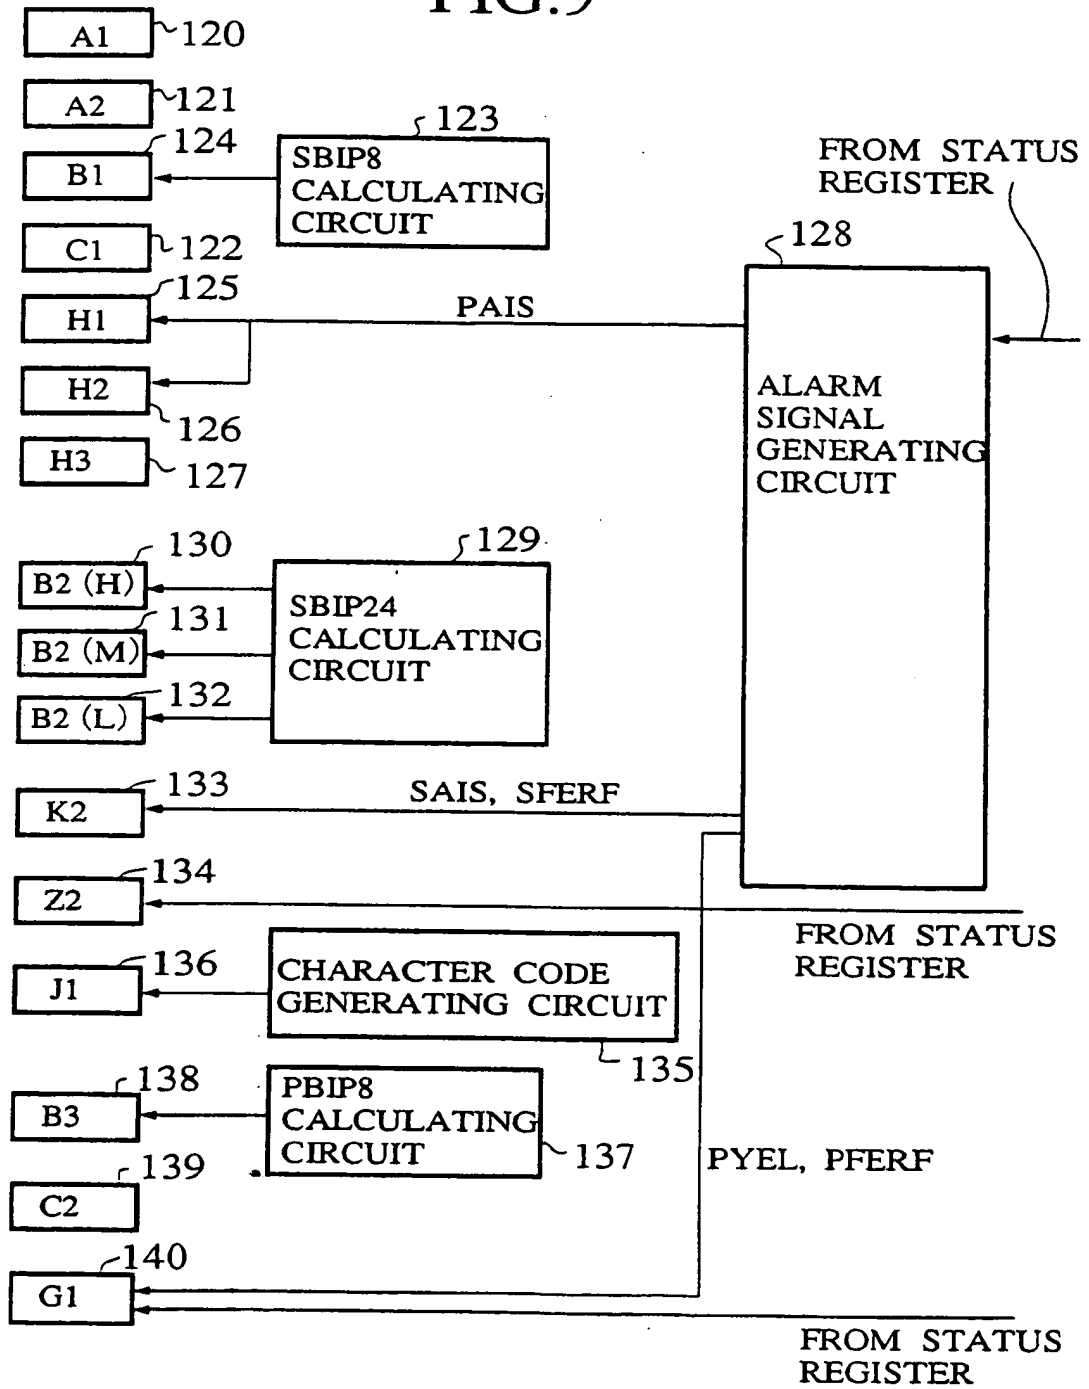 FIG.9
A1
120
A2
121
124
B1
123
SBIP8
CALCULATING
CIRCUIT
FROM STATUS
REGISTER
C1
122
128
125
H1
PAIS
H2
126
ALARM
SIGNAL
GENERATING
CIRCUIT
H3
127
130
B2 (H)
129
SBIP24
CALCULATING
CIRCUIT
131
B2 (M)
132
B2 (L)
133
K2
SAIS, SFERF
134
Z2
FROM STATUS
REGISTER
136
J1
CHARACTER CODE
GENERATING CIRCUIT
135
138
B3
PBIP8
CALCULATING
CIRCUIT
137
PYEL, PFERF
139
C2
140
G1
FROM STATUS
REGISTER